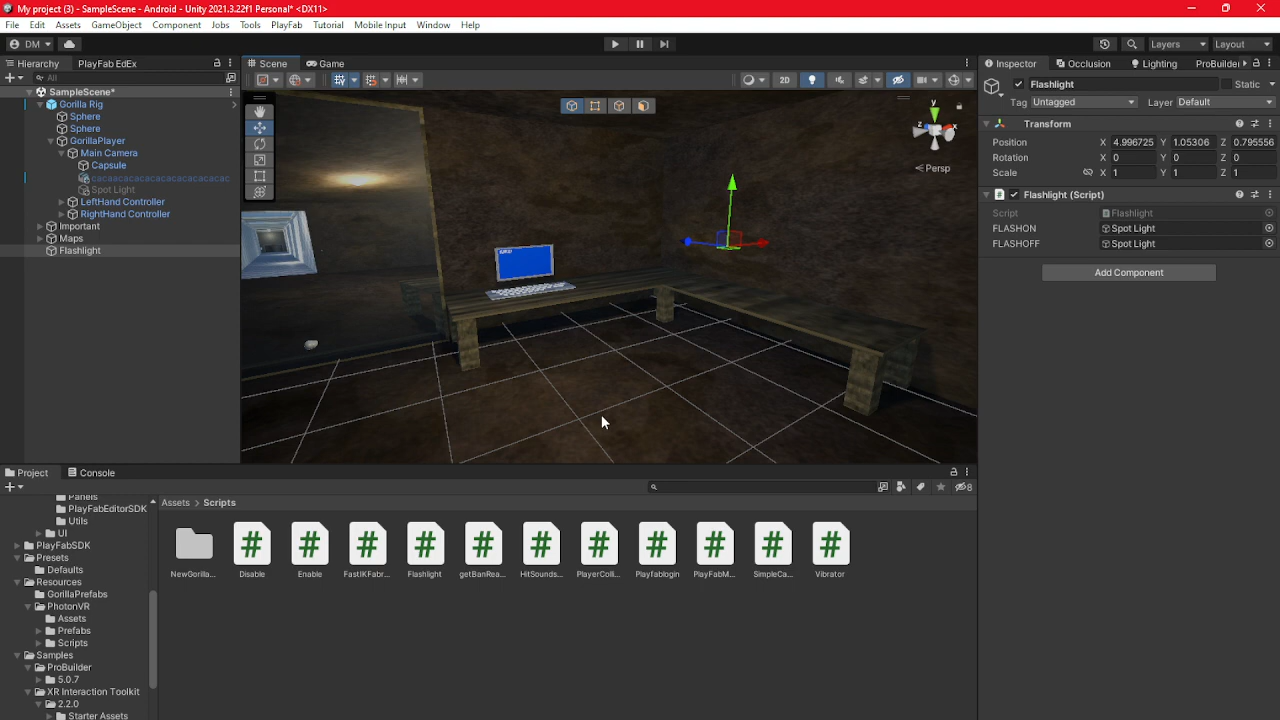 My project (3) - SampleScene - Android - Unity 2021.3.22f1 Personal* <DX11>
File Edit Assets GameObject Component Jobs Tools PlayFab Tutorial Mobile Input Window Help
DM Layers Layout
Hierarchy PlayFab EdEx
All
SampleScene*
Gorilla Rig
Sphere
Sphere
GorillaPlayer
Main Camera
Capsule
cacaacacacacacacacacacac
Spot Light
LeftHand Controller
RightHand Controller
Important
Maps
Flashlight
Scene Game
2D
y
z x
Persp
Inspector Occlusion Lighting ProBuilder
Flashlight Static
Tag Untagged Layer Default
Transform
Position X 4.996725 Y 1.05306 Z 0.795556
Rotation X 0 Y 0 Z 0
Scale X 1 Y 1 Z 1
Flashlight (Script)
Script Flashlight
FLASHON Spot Light
FLASHOFF Spot Light
Add Component
Project Console
8
Panels
PlayFabEditorSDK
Utils
UI
PlayFabSDK
Presets
Defaults
Resources
GorillaPrefabs
PhotonVR
Assets
Prefabs
Scripts
Samples
ProBuilder
5.0.7
XR Interaction Toolkit
2.2.0
Starter Assets
Assets > Scripts
NewGorilla... Disable Enable FastIKFabr... Flashlight getBanRea... HitSounds... PlayerColli... Playfablogin PlayFabM... SimpleCa... Vibrator